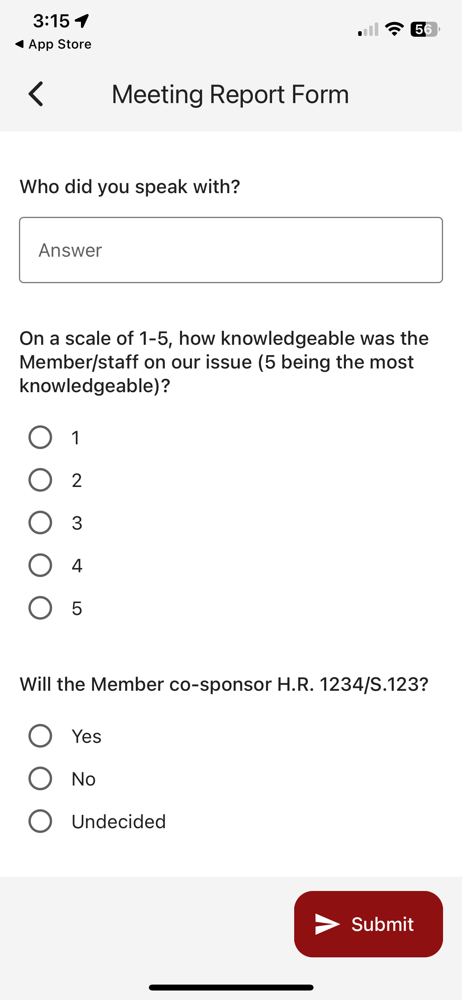 3:15
56
◀ App Store
Meeting Report Form
Who did you speak with?
Answer
On a scale of 1-5, how knowledgeable was the
Member/staff on our issue (5 being the most
knowledgeable)?
1
2
3
4
5
Will the Member co-sponsor H.R. 1234/S.123?
Yes
No
Undecided
Submit